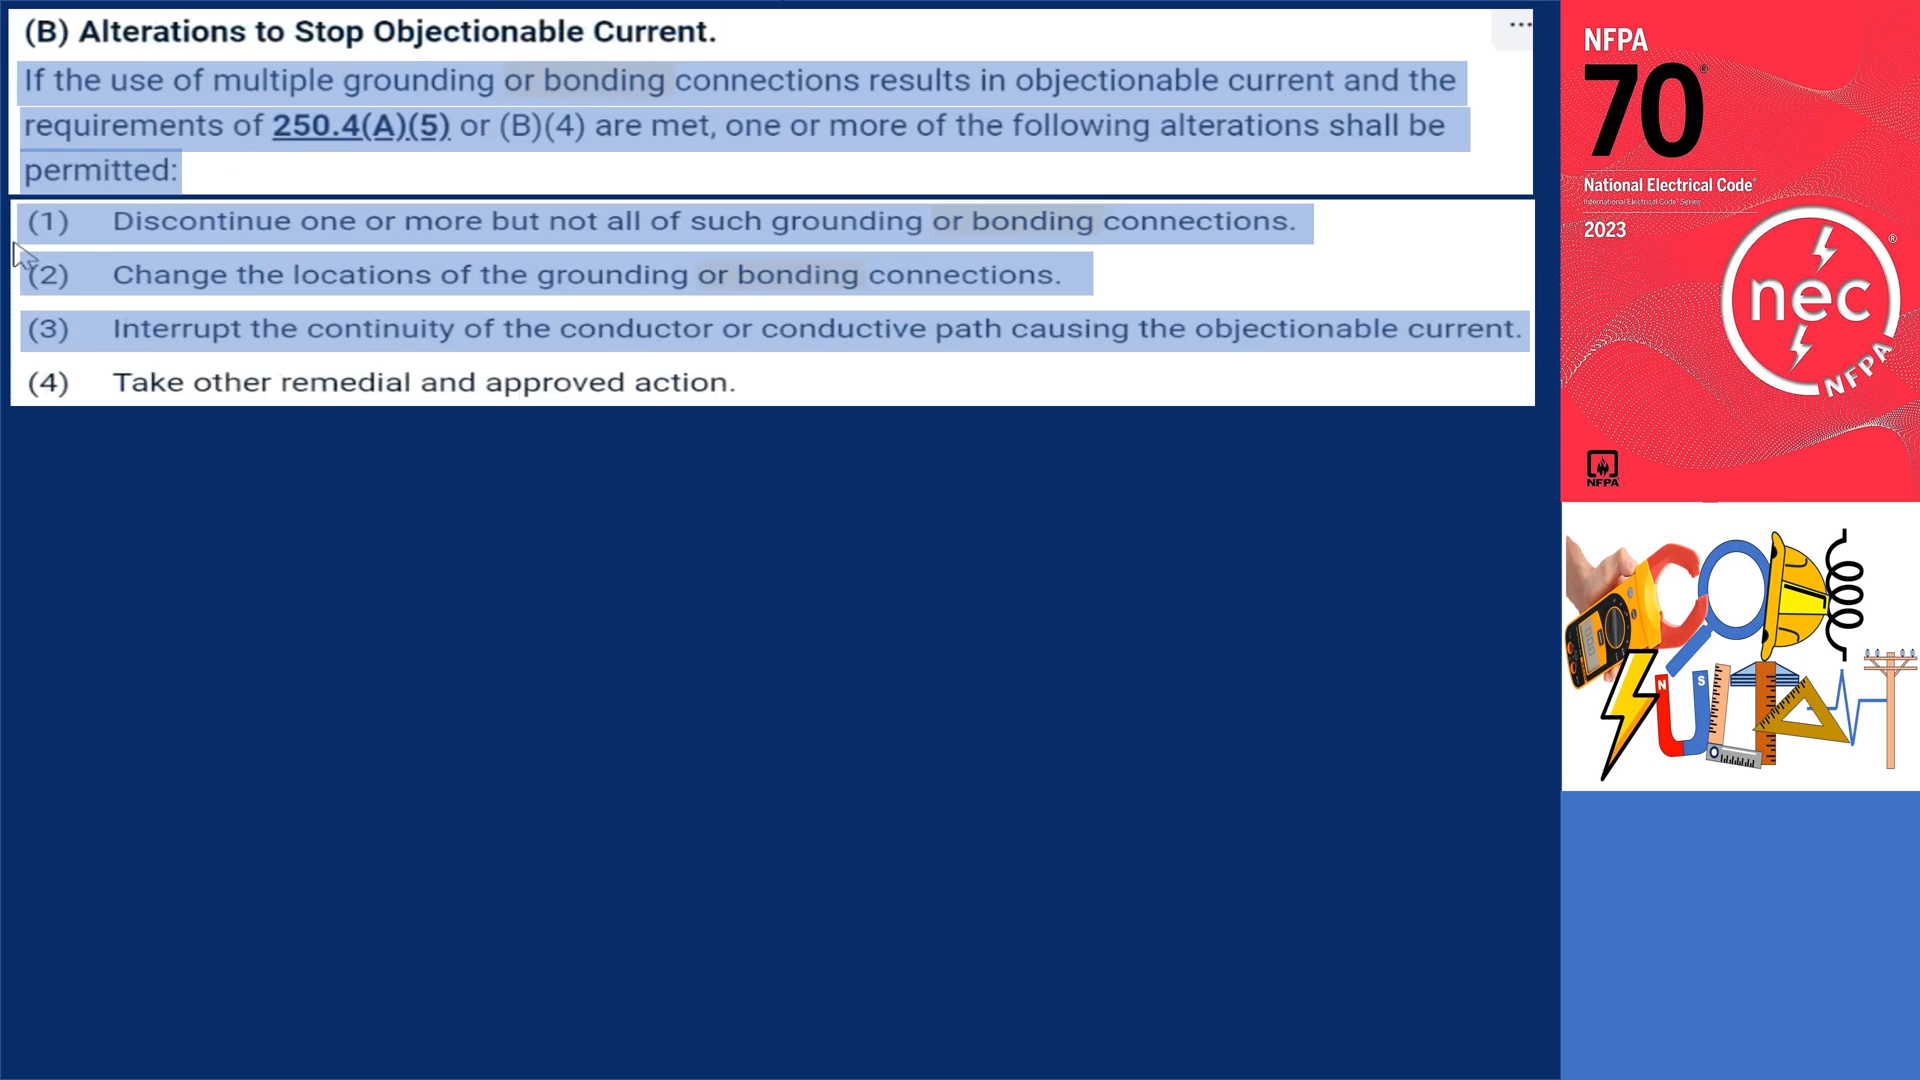 (B) Alterations to Stop Objectionable Current.
...
If the use of multiple grounding or bonding connections results in objectionable current and the
requirements of 250.4(A)(5) or (B)(4) are met, one or more of the following alterations shall be
permitted:
(1) Discontinue one or more but not all of such grounding or bonding connections.
(2) Change the locations of the grounding or bonding connections.
(3) Interrupt the continuity of the conductor or conductive path causing the objectionable current.
(4) Take other remedial and approved action.
NFPA
70®
National Electrical Code®
International Electrical Code® Series
2023
nec®
NFPA
NFPA
N S